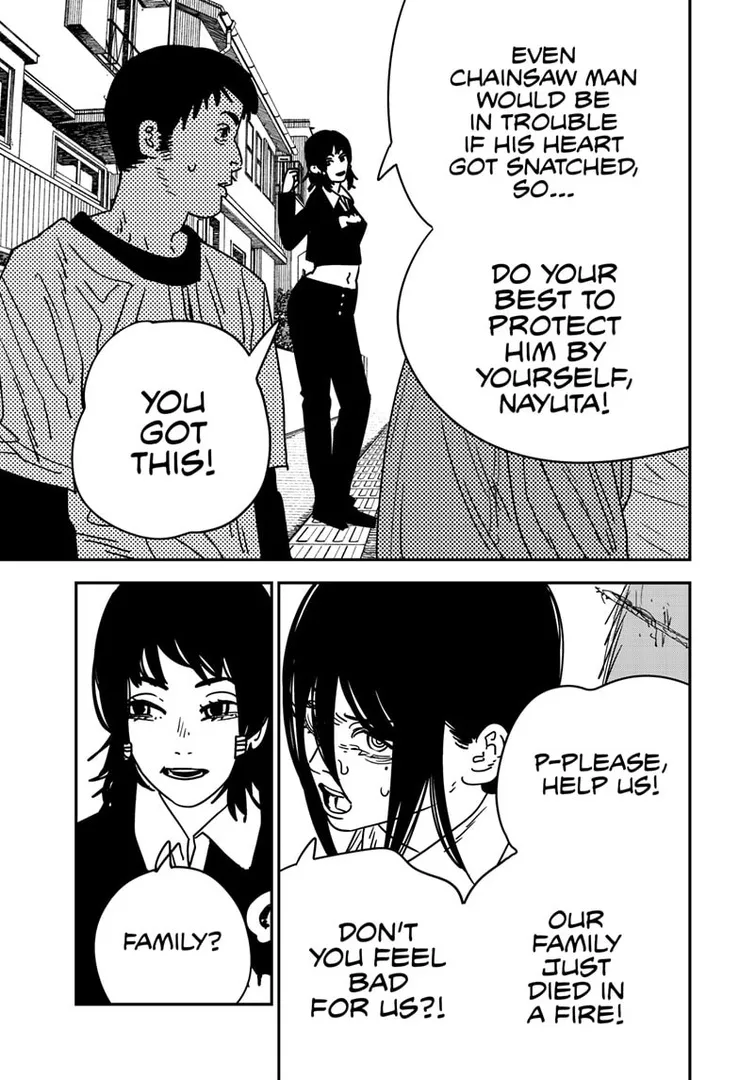 EVEN
CHAINSAW MAN
WOULD BE
IN TROUBLE
IF HIS HEART
GOT SNATCHED,
SO...
DO YOUR
BEST TO
PROTECT
HIM BY
YOURSELF,
NAYUTA!
YOU
GOT
THIS!
P-PLEASE,
HELP US!
OUR
FAMILY
JUST
DIED IN
A FIRE!
DON'T
YOU FEEL
BAD
FOR US?!
FAMILY?